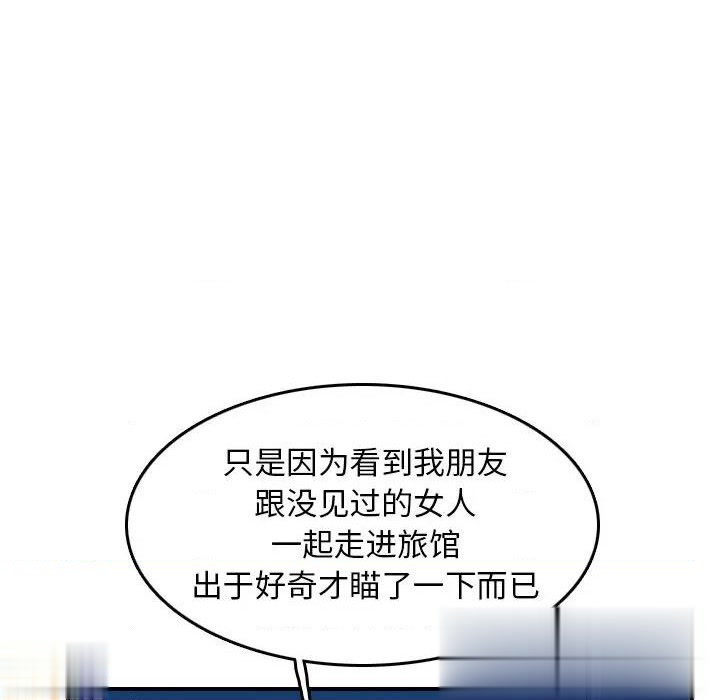 只是因为看到我朋友
跟没见过的女人
一起走进旅馆
出于好奇才瞄了一下而已